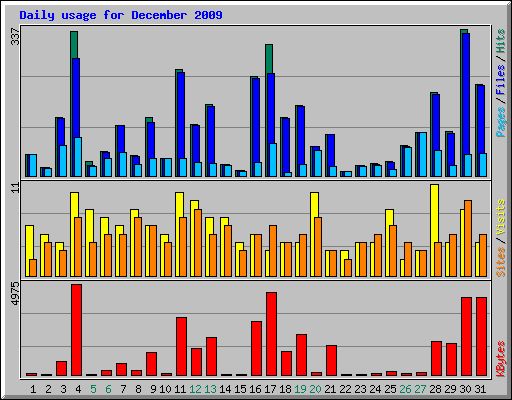 Daily usage for December 2009
337
Pages / Files / Hits
11
Sites / Visits
4975
KBytes
1 2 3 4 5 6 7 8 9 10 11 12 13 14 15 16 17 18 19 20 21 22 23 24 25 26 27 28 29 30 31